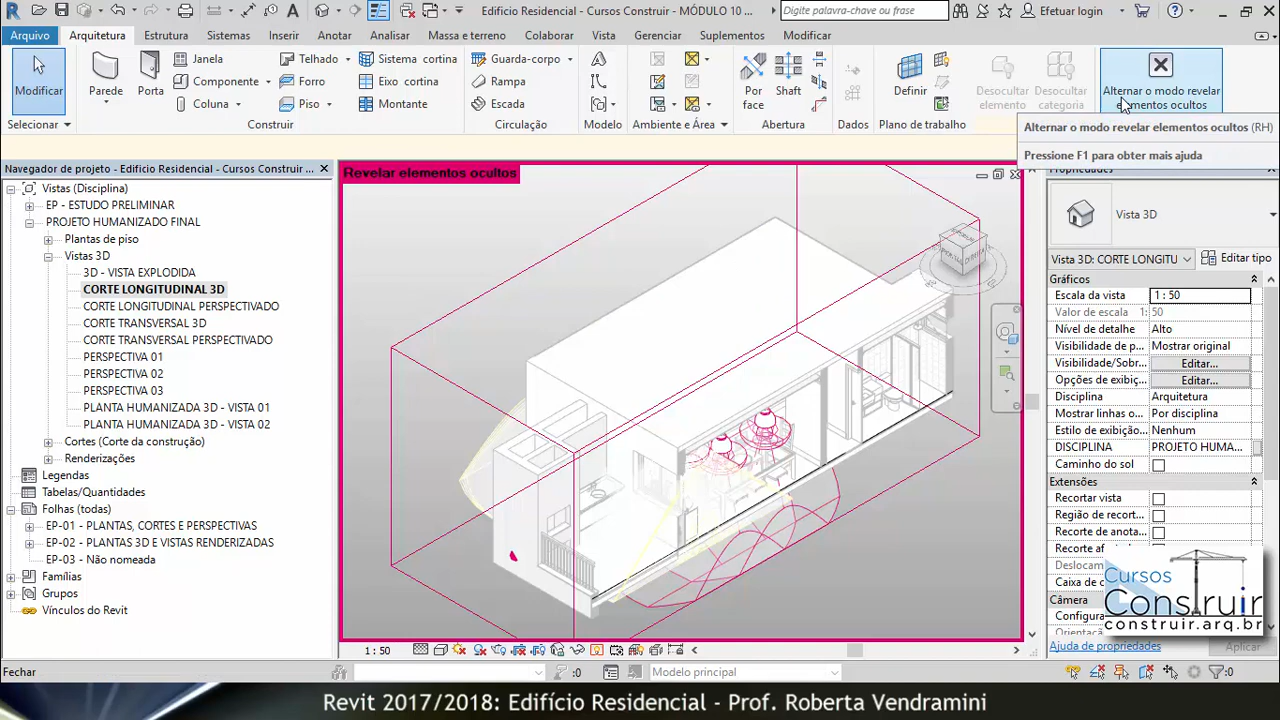 Edificio Residencial - Cursos Construir - MÓDULO 10 ...
Digite palavra-chave ou frase
Efetuar login
Arquivo
Arquitetura
Estrutura
Sistemas
Inserir
Anotar
Analisar
Massa e terreno
Colaborar
Vista
Gerenciar
Suplementos
Modificar
Modificar
Selecionar
Parede
Porta
Janela
Componente
Coluna
Telhado
Forro
Piso
Sistema cortina
Eixo cortina
Montante
Construir
Guarda-corpo
Rampa
Escada
Circulação
Modelo
Ambiente e Área
Por face
Shaft
Abertura
Dados
Definir
Plano de trabalho
Desocultar elemento
Desocultar categoria
Alternar o modo revelar
elementos ocultos
Alternar o modo revelar elementos ocultos (RH)
Pressione F1 para obter mais ajuda
Navegador de projeto - Edificio Residencial - Cursos Construir ...
Vistas (Disciplina)
EP - ESTUDO PRELIMINAR
PROJETO HUMANIZADO FINAL
Plantas de piso
Vistas 3D
3D - VISTA EXPLODIDA
CORTE LONGITUDINAL 3D
CORTE LONGITUDINAL PERSPECTIVADO
CORTE TRANSVERSAL 3D
CORTE TRANSVERSAL PERSPECTIVADO
PERSPECTIVA 01
PERSPECTIVA 02
PERSPECTIVA 03
PLANTA HUMANIZADA 3D - VISTA 01
PLANTA HUMANIZADA 3D - VISTA 02
Cortes (Corte da construção)
Renderizações
Legendas
Tabelas/Quantidades
Folhas (todas)
EP-01 - PLANTAS, CORTES E PERSPECTIVAS
EP-02 - PLANTAS 3D E VISTAS RENDERIZADAS
EP-03 - Não nomeada
Famílias
Grupos
Vínculos do Revit
Revelar elementos ocultos
Propriedades
Vista 3D
Vista 3D: CORTE LONGITU
Editar tipo
Gráficos
Escala da vista 1 : 50
Valor de escala 1: 50
Nível de detalhe Alto
Visibilidade de p... Mostrar original
Visibilidade/Sobr... Editar...
Opções de exibiç... Editar...
Disciplina Arquitetura
Mostrar linhas o... Por disciplina
Estilo de exibição... Nenhum
DISCIPLINA PROJETO HUMA...
Caminho do sol
Extensões
Recortar vista
Região de recort...
Recorte de anota...
Recorte af
Deslocam
Caixa de c
Câmera
Configura
Orientaçã
Ajuda de propriedades
Aplicar
Cursos
Construir
construir.arq.br
1 : 50
Fechar
:0
Modelo principal
:0
Revit 2017/2018: Edifício Residencial - Prof. Roberta Vendramini